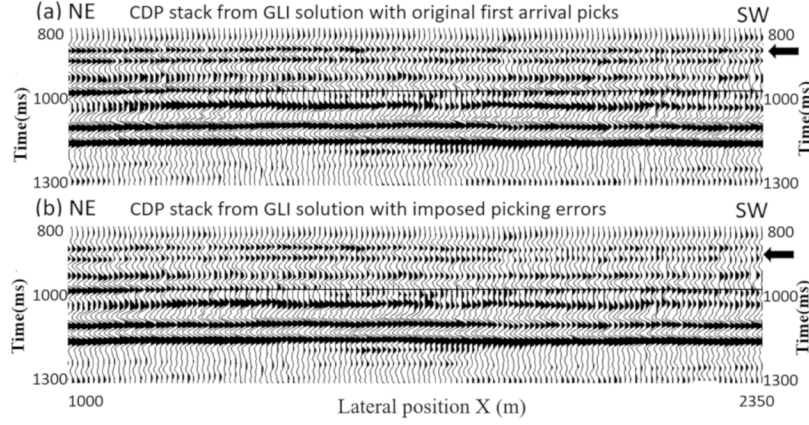 (a) NE CDP stack from GLI solution with original first arrival picks SW
800 800
1000 1000
Time(ms) Time(ms)
1300 1300
(b) NE CDP stack from GLI solution with imposed picking errors SW
800 800
1000 1000
Time(ms) Time(ms)
1300 1300
1000 Lateral position X (m) 2350